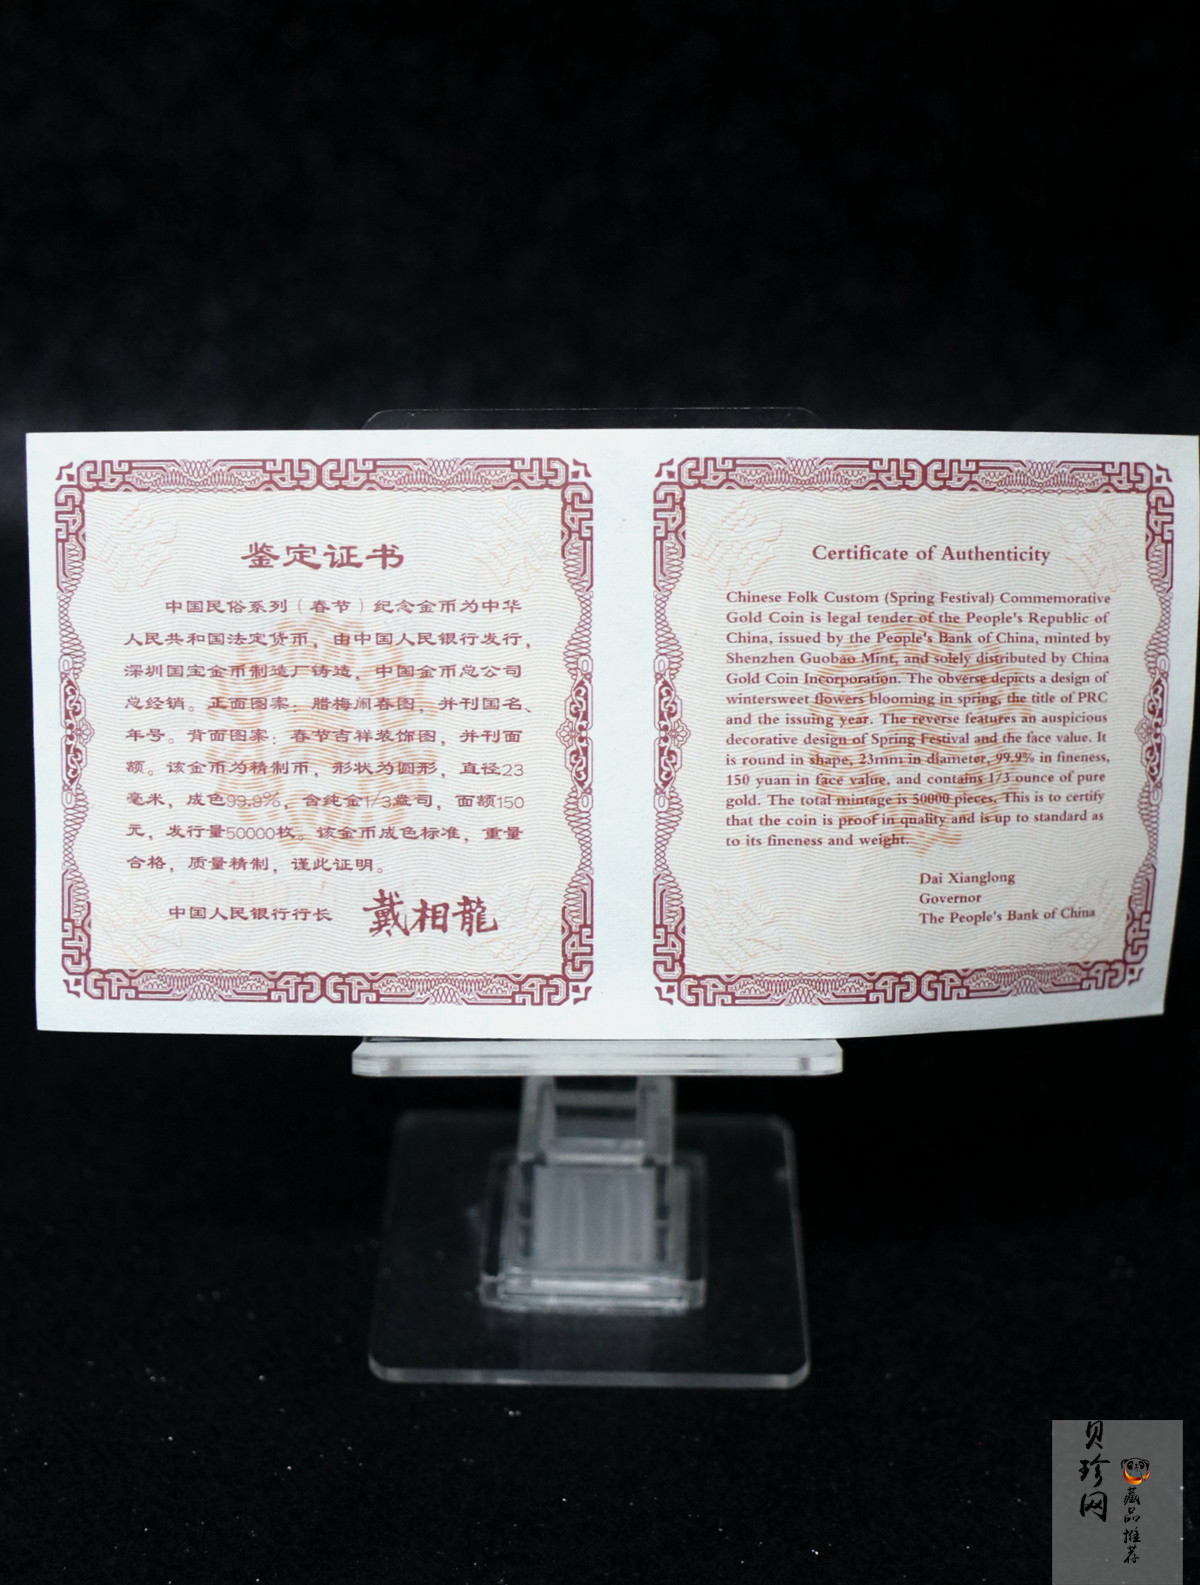 鉴定证书
中国民俗系列(春节)纪念金币为中华
人民共和国法定货币，由中国人民银行发行，
深圳国宝金币制造厂铸造，中国金币总公司
总经销。正面图案：腊梅闹春图，并刊国名、
年号。背面图案：春节吉祥装饰图，并刊面
额。该金币为精制币，形状为圆形，直径23
毫米，成色99.9%，含纯金1/3盎司，面额150
元，发行量50000枚。该金币成色标准，重量
合格，质量精制，谨此证明。
中国人民银行行长 戴相龍
Certificate of Authenticity
Chinese Folk Custom (Spring Festival) Commemorative
Gold Coin is legal tender of the People's Republic of
China, issued by the People's Bank of China, minted by
Shenzhen Guobao Mint, and solely distributed by China
Gold Coin Incorporation. The obverse depicts a design of
wintersweet flowers blooming in spring, the title of PRC
and the issuing year. The reverse features an auspicious
decorative design of Spring Festival and the face value. It
is round in shape, 23mm in diameter, 99.9% in fineness,
150 yuan in face value, and contains 1/3 ounce of pure
gold. The total mintage is 50000 pieces. This is to certify
that the coin is proof in quality and is up to standard as
to its fineness and weight.
Dai Xianglong
Governor
The People's Bank of China
贝珍网
藏品推荐